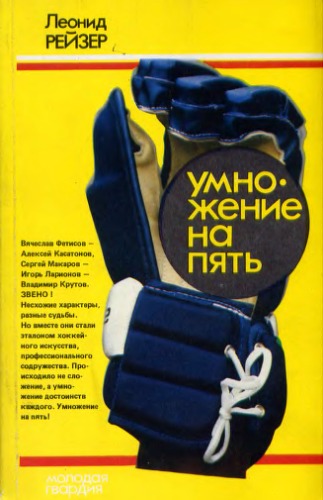 Леонид
РЕЙЗЕР
УМНО-
ЖЕНИЕ
НА
ПЯТЬ
Вячеслав Фетисов —
Алексей Касатонов,
Сергей Макаров —
Игорь Ларионов —
Владимир Крутов.
ЗВЕНО !
Несхожие характеры,
разные судьбы.
Но вместе они стали
эталоном хоккей-
ного искусства,
профессионального
содружества. Про-
исходило не сло-
жение, а умно-
жение достоинств
каждого. Умножение
на пять!
молодая
гвардия